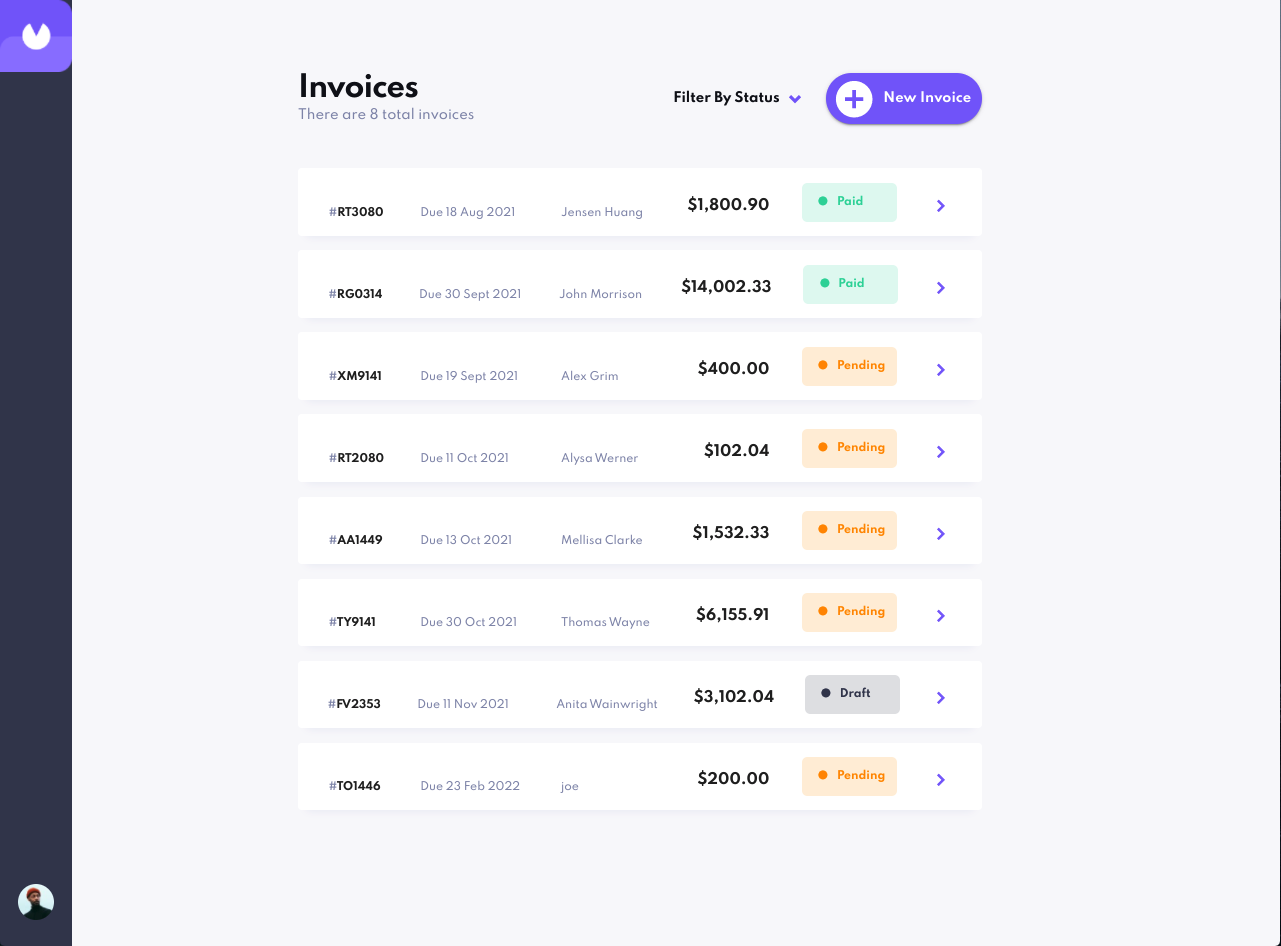 Invoices
There are 8 total invoices
Filter By Status
New Invoice
#RT3080 Due 18 Aug 2021 Jensen Huang $1,800.90 Paid
#RG0314 Due 30 Sept 2021 John Morrison $14,002.33 Paid
#XM9141 Due 19 Sept 2021 Alex Grim $400.00 Pending
#RT2080 Due 11 Oct 2021 Alysa Werner $102.04 Pending
#AA1449 Due 13 Oct 2021 Mellisa Clarke $1,532.33 Pending
#TY9141 Due 30 Oct 2021 Thomas Wayne $6,155.91 Pending
#FV2353 Due 11 Nov 2021 Anita Wainwright $3,102.04 Draft
#TO1446 Due 23 Feb 2022 joe $200.00 Pending